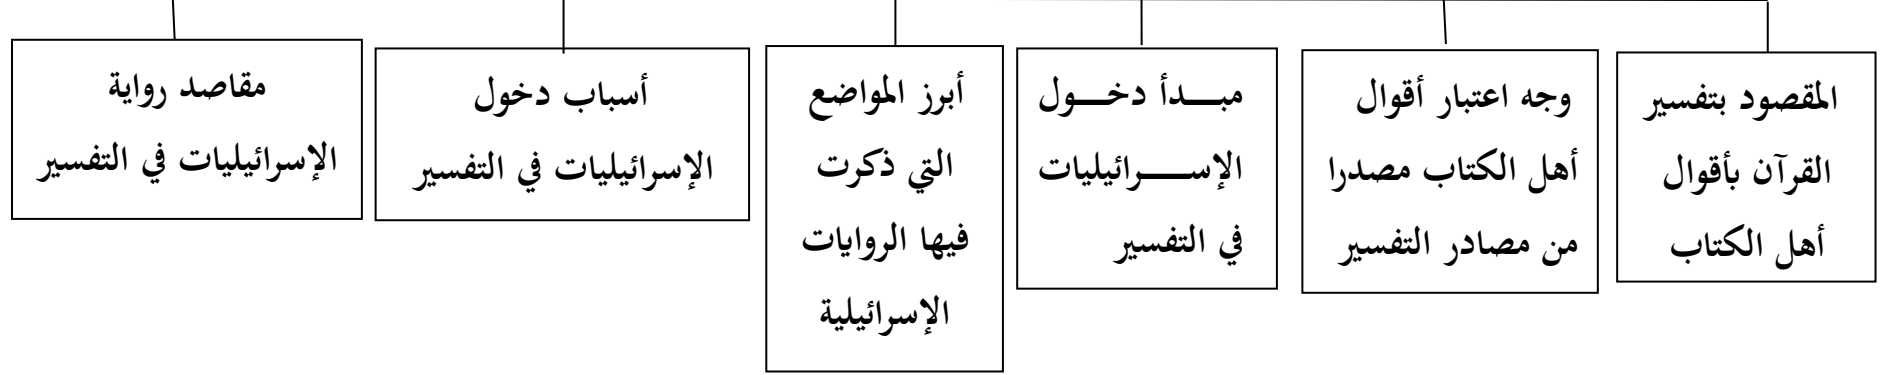 المقصود بتفسير
القرآن بأقوال
أهل الكتاب
وجه اعتبار أقوال
أهل الكتاب مصدرا
من مصادر التفسير
مبـــدأ دخـــول
الإســـرائيليات
في التفسير
أبرز المواضع
التي ذكرت
فيها الروايات
الإسرائيلية
أسباب دخول
الإسرائيليات في التفسير
مقاصد رواية
الإسرائيليات في التفسير